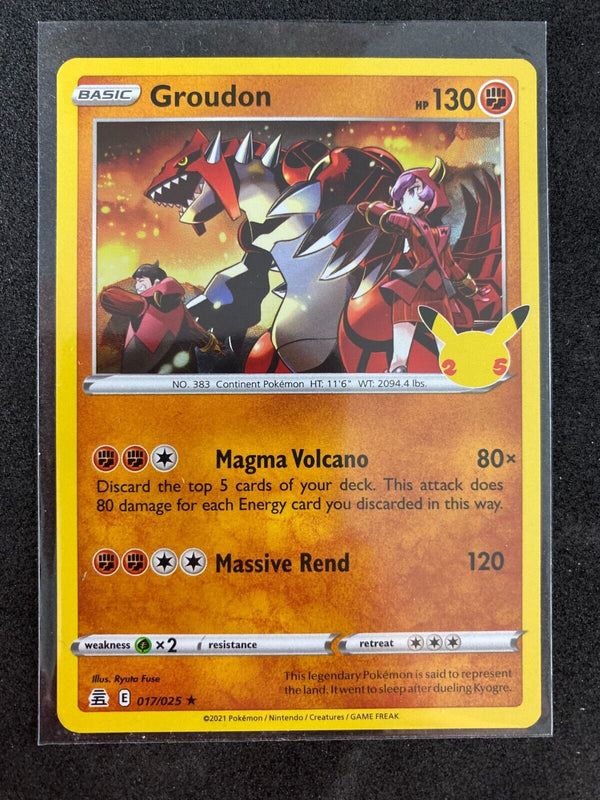 BASIC Groudon HP 130
25
NO. 383 Continent Pokémon HT: 11'6" WT: 2094.4 lbs.
Magma Volcano 80×
Discard the top 5 cards of your deck. This attack does
80 damage for each Energy card you discarded in this way.
Massive Rend 120
weakness ×2 resistance retreat
Illus. Ryuta Fuse
This legendary Pokémon is said to represent
the land. It went to sleep after dueling Kyogre.
E 017/025 ★
©2021 Pokémon / Nintendo / Creatures / GAME FREAK